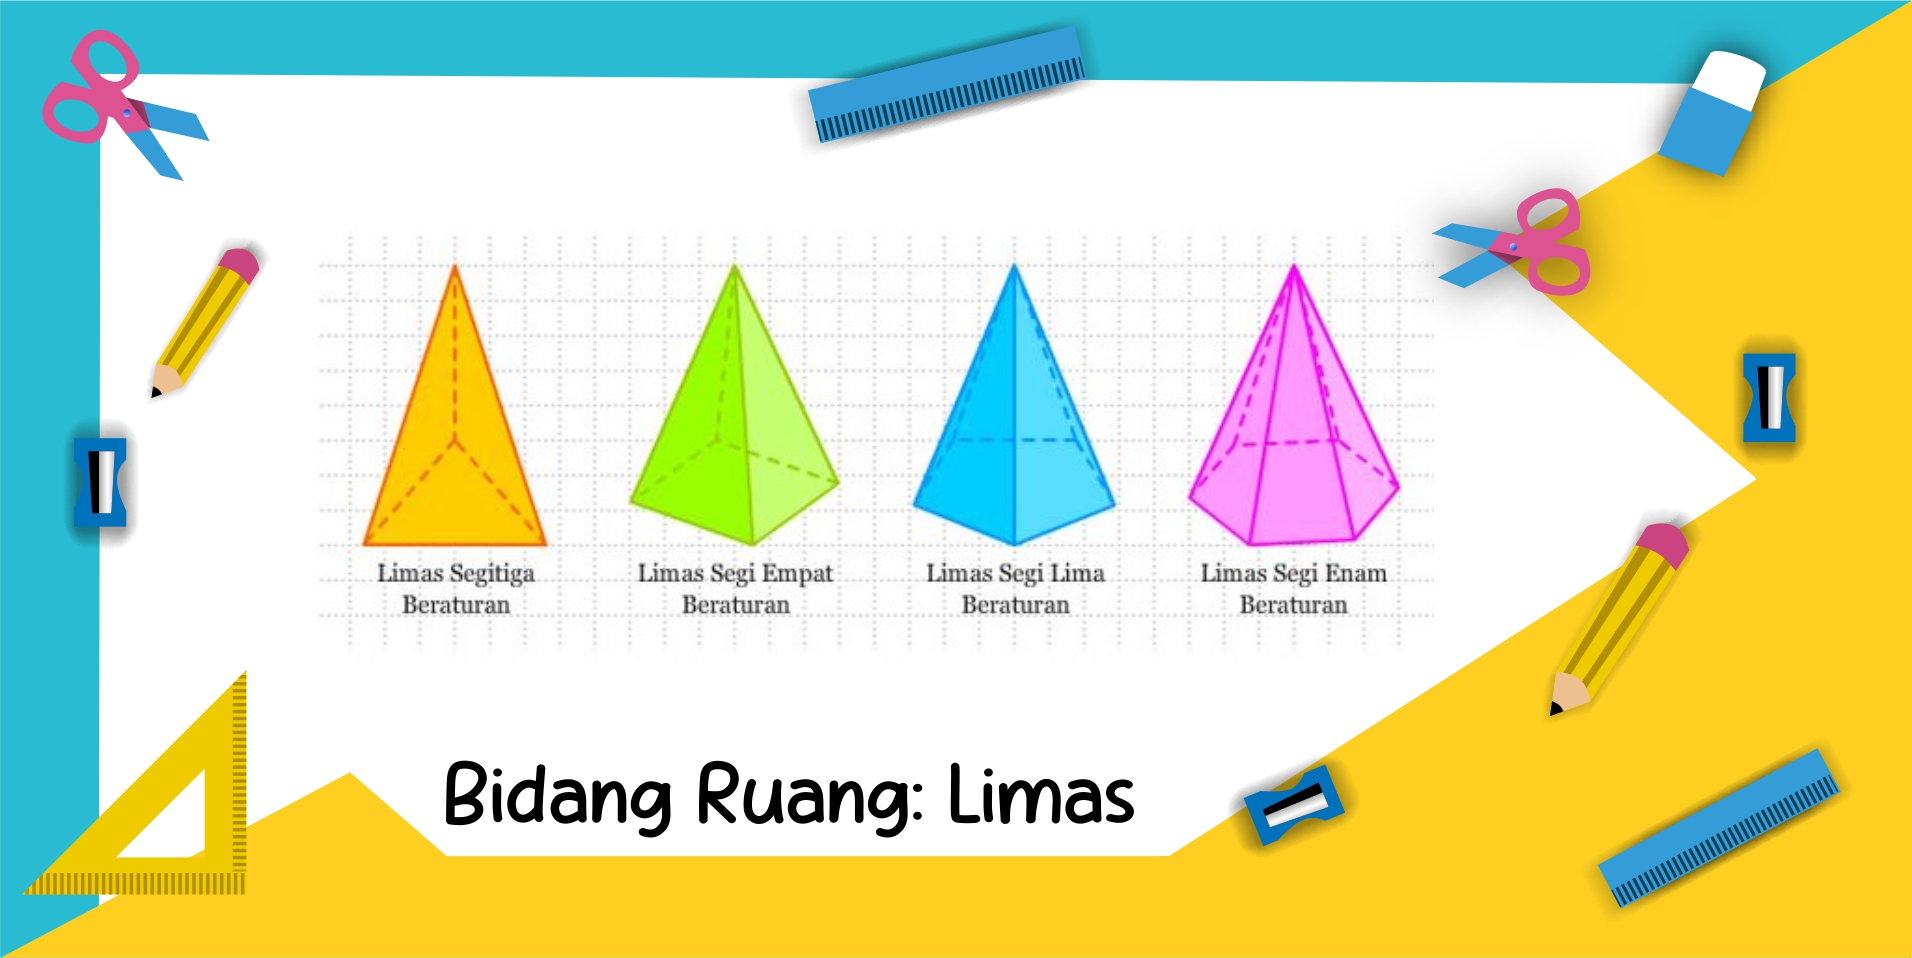 Limas Segitiga
Beraturan
Limas Segi Empat
Beraturan
Limas Segi Lima
Beraturan
Limas Segi Enam
Beraturan
Bidang Ruang: Limas